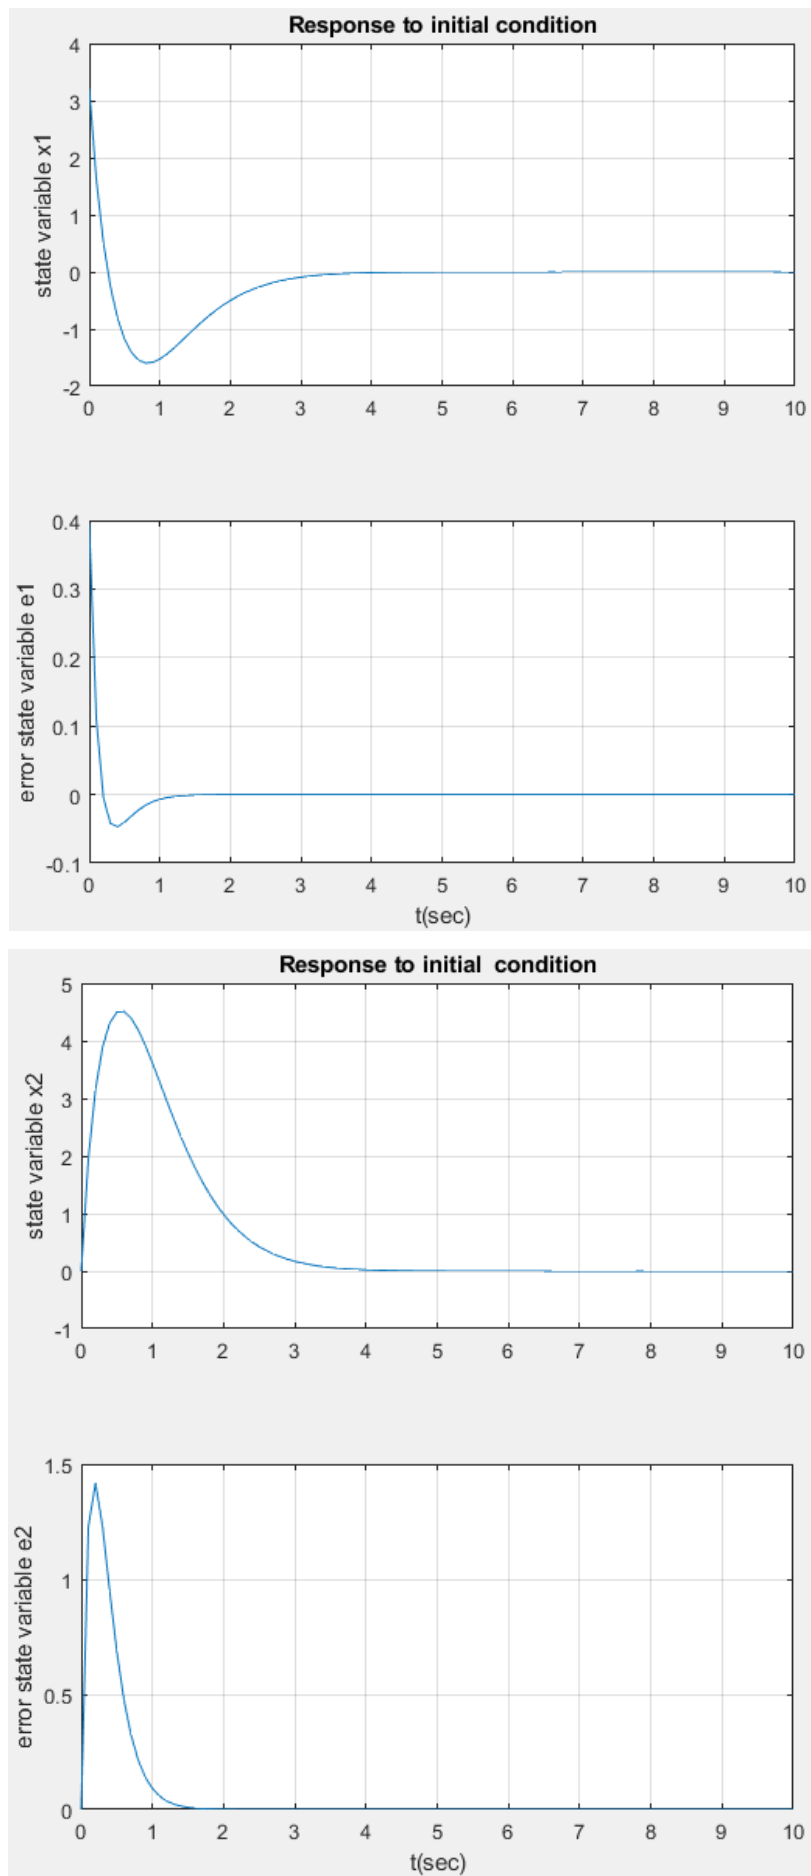 Response to initial condition
4
3
2
1
0
-1
-2
state variable x1
0 1 2 3 4 5 6 7 8 9 10
0.4
0.3
0.2
0.1
0
-0.1
error state variable e1
0 1 2 3 4 5 6 7 8 9 10
t(sec)
Response to initial  condition
5
4
3
2
1
0
-1
state variable x2
0 1 2 3 4 5 6 7 8 9 10
1.5
1
0.5
0
error state variable e2
0 1 2 3 4 5 6 7 8 9 10
t(sec)